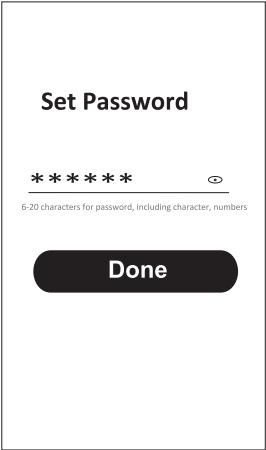 Set Password
******
6-20 characters for password, including character, numbers
Done